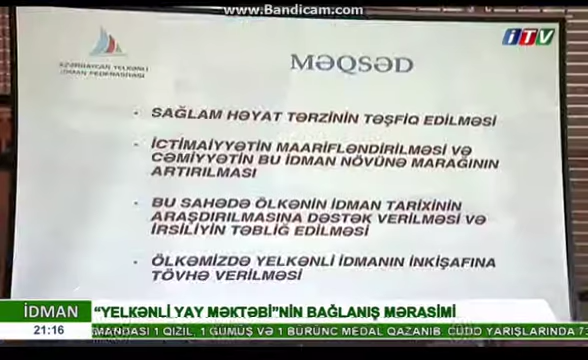 www.Bandicam.com
İTV
AZƏRBAYCAN YELKƏNLİ
İDMAN FEDERASİYASI
MƏQSƏD
• SAĞLAM HƏYAT TƏRZİNİN TƏŞFİQ EDİLMƏSİ
• İCTİMAİYYƏTİN MAARİFLƏNDİRİLMƏSİ VƏ
CƏMİYYƏTİN BU İDMAN NÖVÜNƏ MARAĞININ
ARTIRILMASI
• BU SAHƏDƏ ÖLKƏNİN İDMAN TARİXİNİN
ARAŞDIRILMASINA DƏSTƏK VERİLMƏSİ VƏ
İRSİLİYİN TƏBLİĞ EDİLMƏSİ
• ÖLKƏMİZDƏ YELKƏNLİ İDMANIN İNKİŞAFINA
TÖVHƏ VERİLMƏSİ
İDMAN "YELKƏNLİ YAY MƏKTƏBİ"NİN BAĞLANIŞ MƏRASİMİ
21:16 MANDASI 1 QIZIL, 1 GÜMÜŞ VƏ 1 BÜRÜNC MEDAL QAZANIB. CÜDO YARIŞLARINDA 73